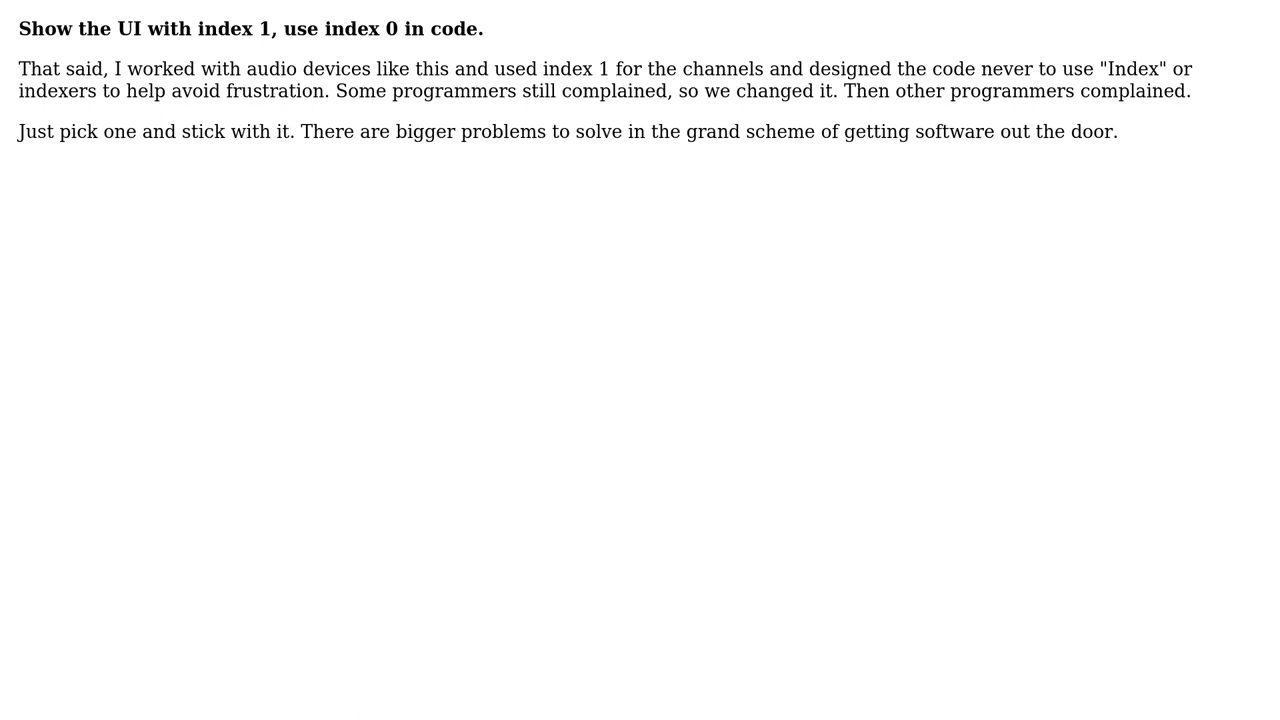 Show the UI with index 1, use index 0 in code.
That said, I worked with audio devices like this and used index 1 for the channels and designed the code never to use "Index" or
indexers to help avoid frustration. Some programmers still complained, so we changed it. Then other programmers complained.
Just pick one and stick with it. There are bigger problems to solve in the grand scheme of getting software out the door.